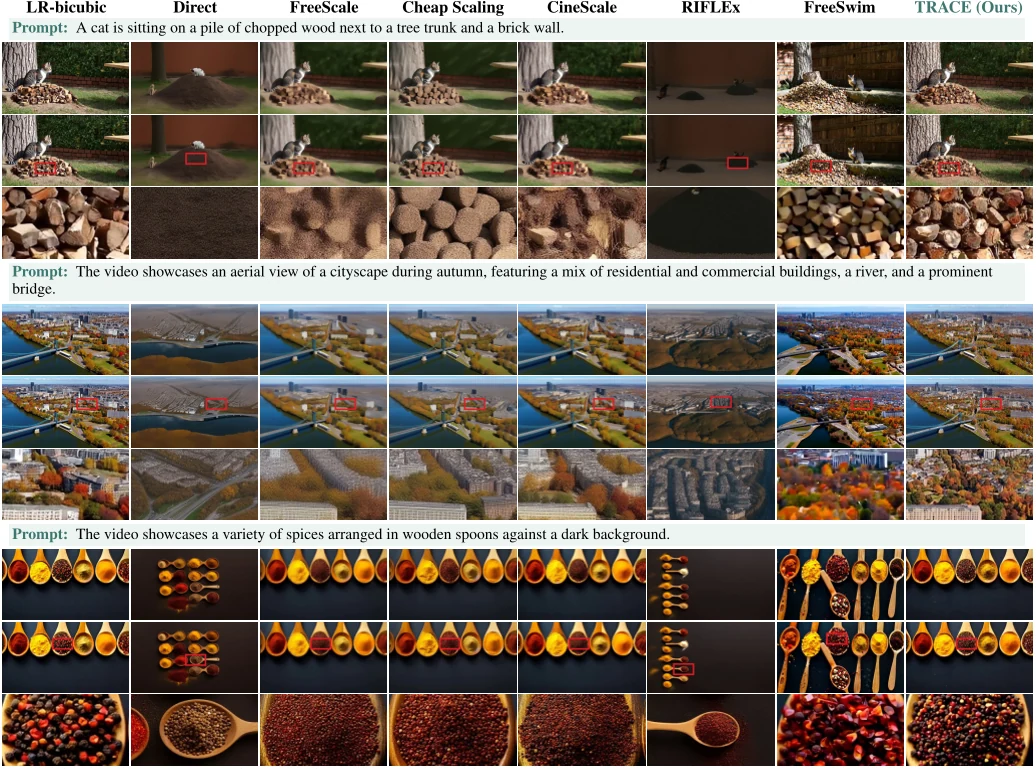 LR-bicubic Direct FreeScale Cheap Scaling CineScale RIFLEx FreeSwim TRACE (Ours)
Prompt: A cat is sitting on a pile of chopped wood next to a tree trunk and a brick wall.
Prompt: The video showcases an aerial view of a cityscape during autumn, featuring a mix of residential and commercial buildings, a river, and a prominent
bridge.
Prompt: The video showcases a variety of spices arranged in wooden spoons against a dark background.